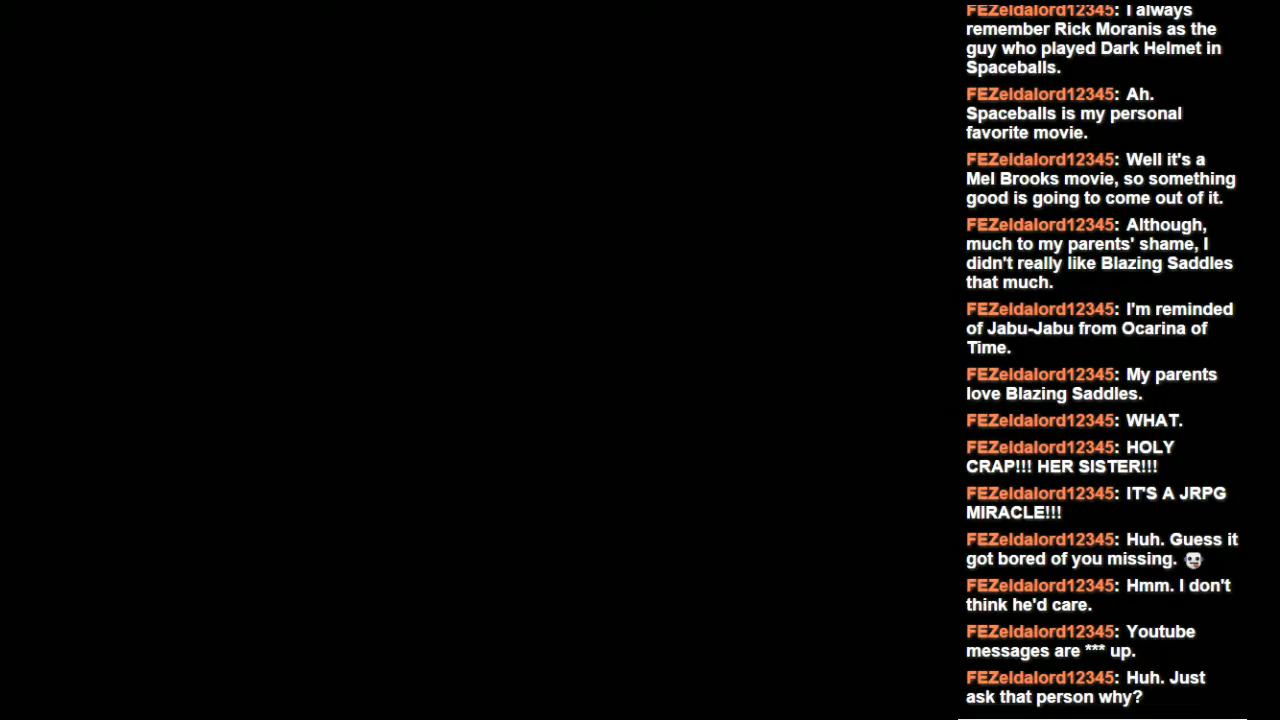 FEZeldalord12345: I always
remember Rick Moranis as the
guy who played Dark Helmet in
Spaceballs.
FEZeldalord12345: Ah.
Spaceballs is my personal
favorite movie.
FEZeldalord12345: Well it's a
Mel Brooks movie, so something
good is going to come out of it.
FEZeldalord12345: Although,
much to my parents' shame, I
didn't really like Blazing Saddles
that much.
FEZeldalord12345: I'm reminded
of Jabu-Jabu from Ocarina of
Time.
FEZeldalord12345: My parents
love Blazing Saddles.
FEZeldalord12345: WHAT.
FEZeldalord12345: HOLY
CRAP!!! HER SISTER!!!
FEZeldalord12345: IT'S A JRPG
MIRACLE!!!
FEZeldalord12345: Huh. Guess it
got bored of you missing.
FEZeldalord12345: Hmm. I don't
think he'd care.
FEZeldalord12345: Youtube
messages are *** up.
FEZeldalord12345: Huh. Just
ask that person why?